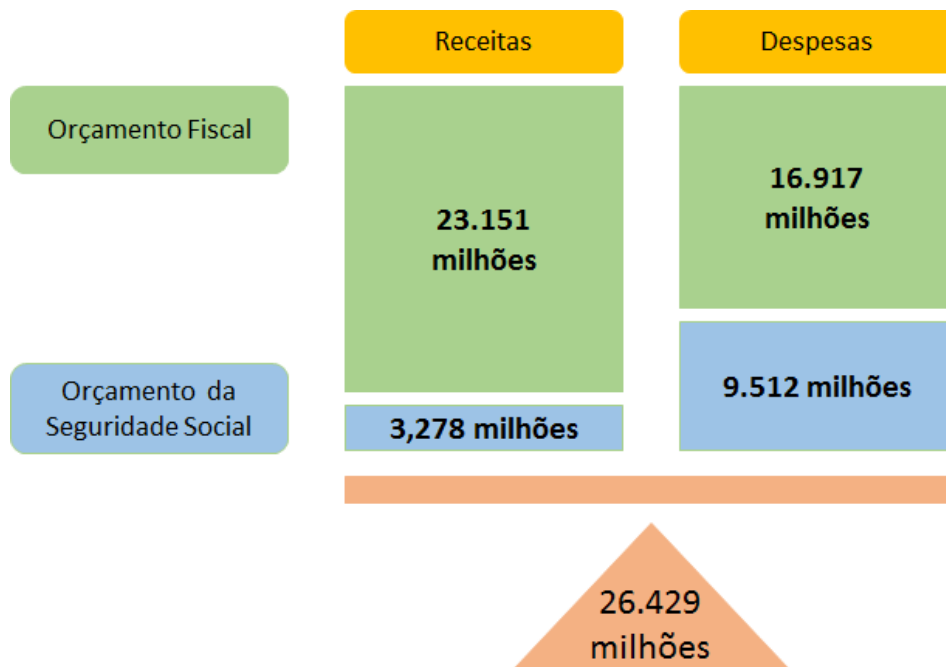 Receitas
Despesas
Orçamento Fiscal
23.151
milhões
16.917
milhões
Orçamento da
Seguridade Social
3,278 milhões
9.512 milhões
26.429
milhões